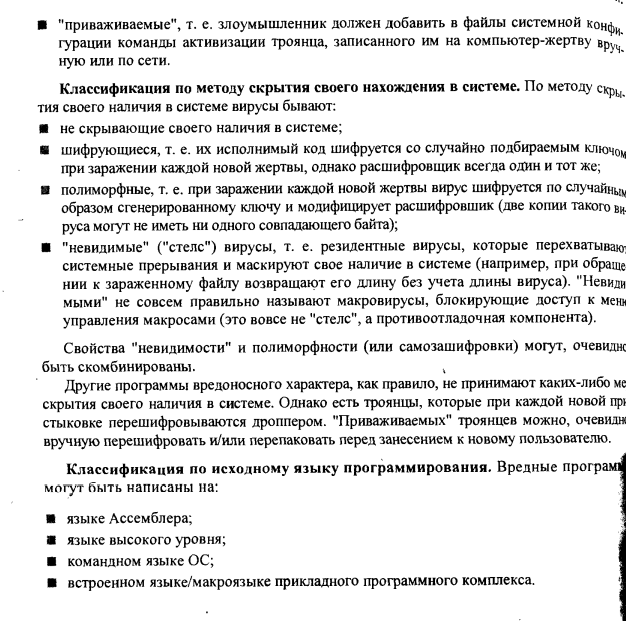 ■ "приваживаемые", т. е. злоумышленник должен добавить в файлы системной конфи-
гурации команды активизации троянца, записанного им на компьютер-жертву вруч-
ную или по сети.
Классификация по методу скрытия своего нахождения в системе. По методу скры-
тия своего наличия в системе вирусы бывают:
■ не скрывающие своего наличия в системе;
■ шифрующиеся, т. е. их исполнимый код шифруется со случайно подбираемым ключом
при заражении каждой новой жертвы, однако расшифровщик всегда один и тот же;
■ полиморфные, т. е. при заражении каждой новой жертвы вирус шифруется по случайным
образом сгенерированному ключу и модифицирует расшифровшик (две копии такого ви-
руса могут не иметь ни одного совпадающего байта);
■ "невидимые" ("стелс") вирусы, т. е. резидентные вирусы, которые перехватывают
системные прерывания и маскируют свое наличие в системе (например, при обраще
нии к зараженному файлу возвращают его длину без учета длины вируса). "Невиди
мыми" не совсем правильно называют макровирусы, блокирующие доступ к меню
управления макросами (это вовсе не "стелс", а противоотладочная компонента).
Свойства "невидимости" и полиморфности (или самозашифровки) могут, очевидно
быть скомбинированы.
Другие программы вредоносного характера, как правило, не принимают каких-либо ме
скрытия своего наличия в системе. Однако есть троянцы, которые при каждой новой при
стыковке перешифровываются дроппером. "Приваживаемых" троянцев можно, очевидно
вручную перешифровать и/или перепаковать перед занесением к новому пользователю.
Классификация по исходному языку программирования. Вредные программ
могут быть написаны на:
■ языке Ассемблера;
■ языке высокого уровня;
■ командном языке ОС;
■ встроенном языке/макроязыке прикладного программного комплекса.